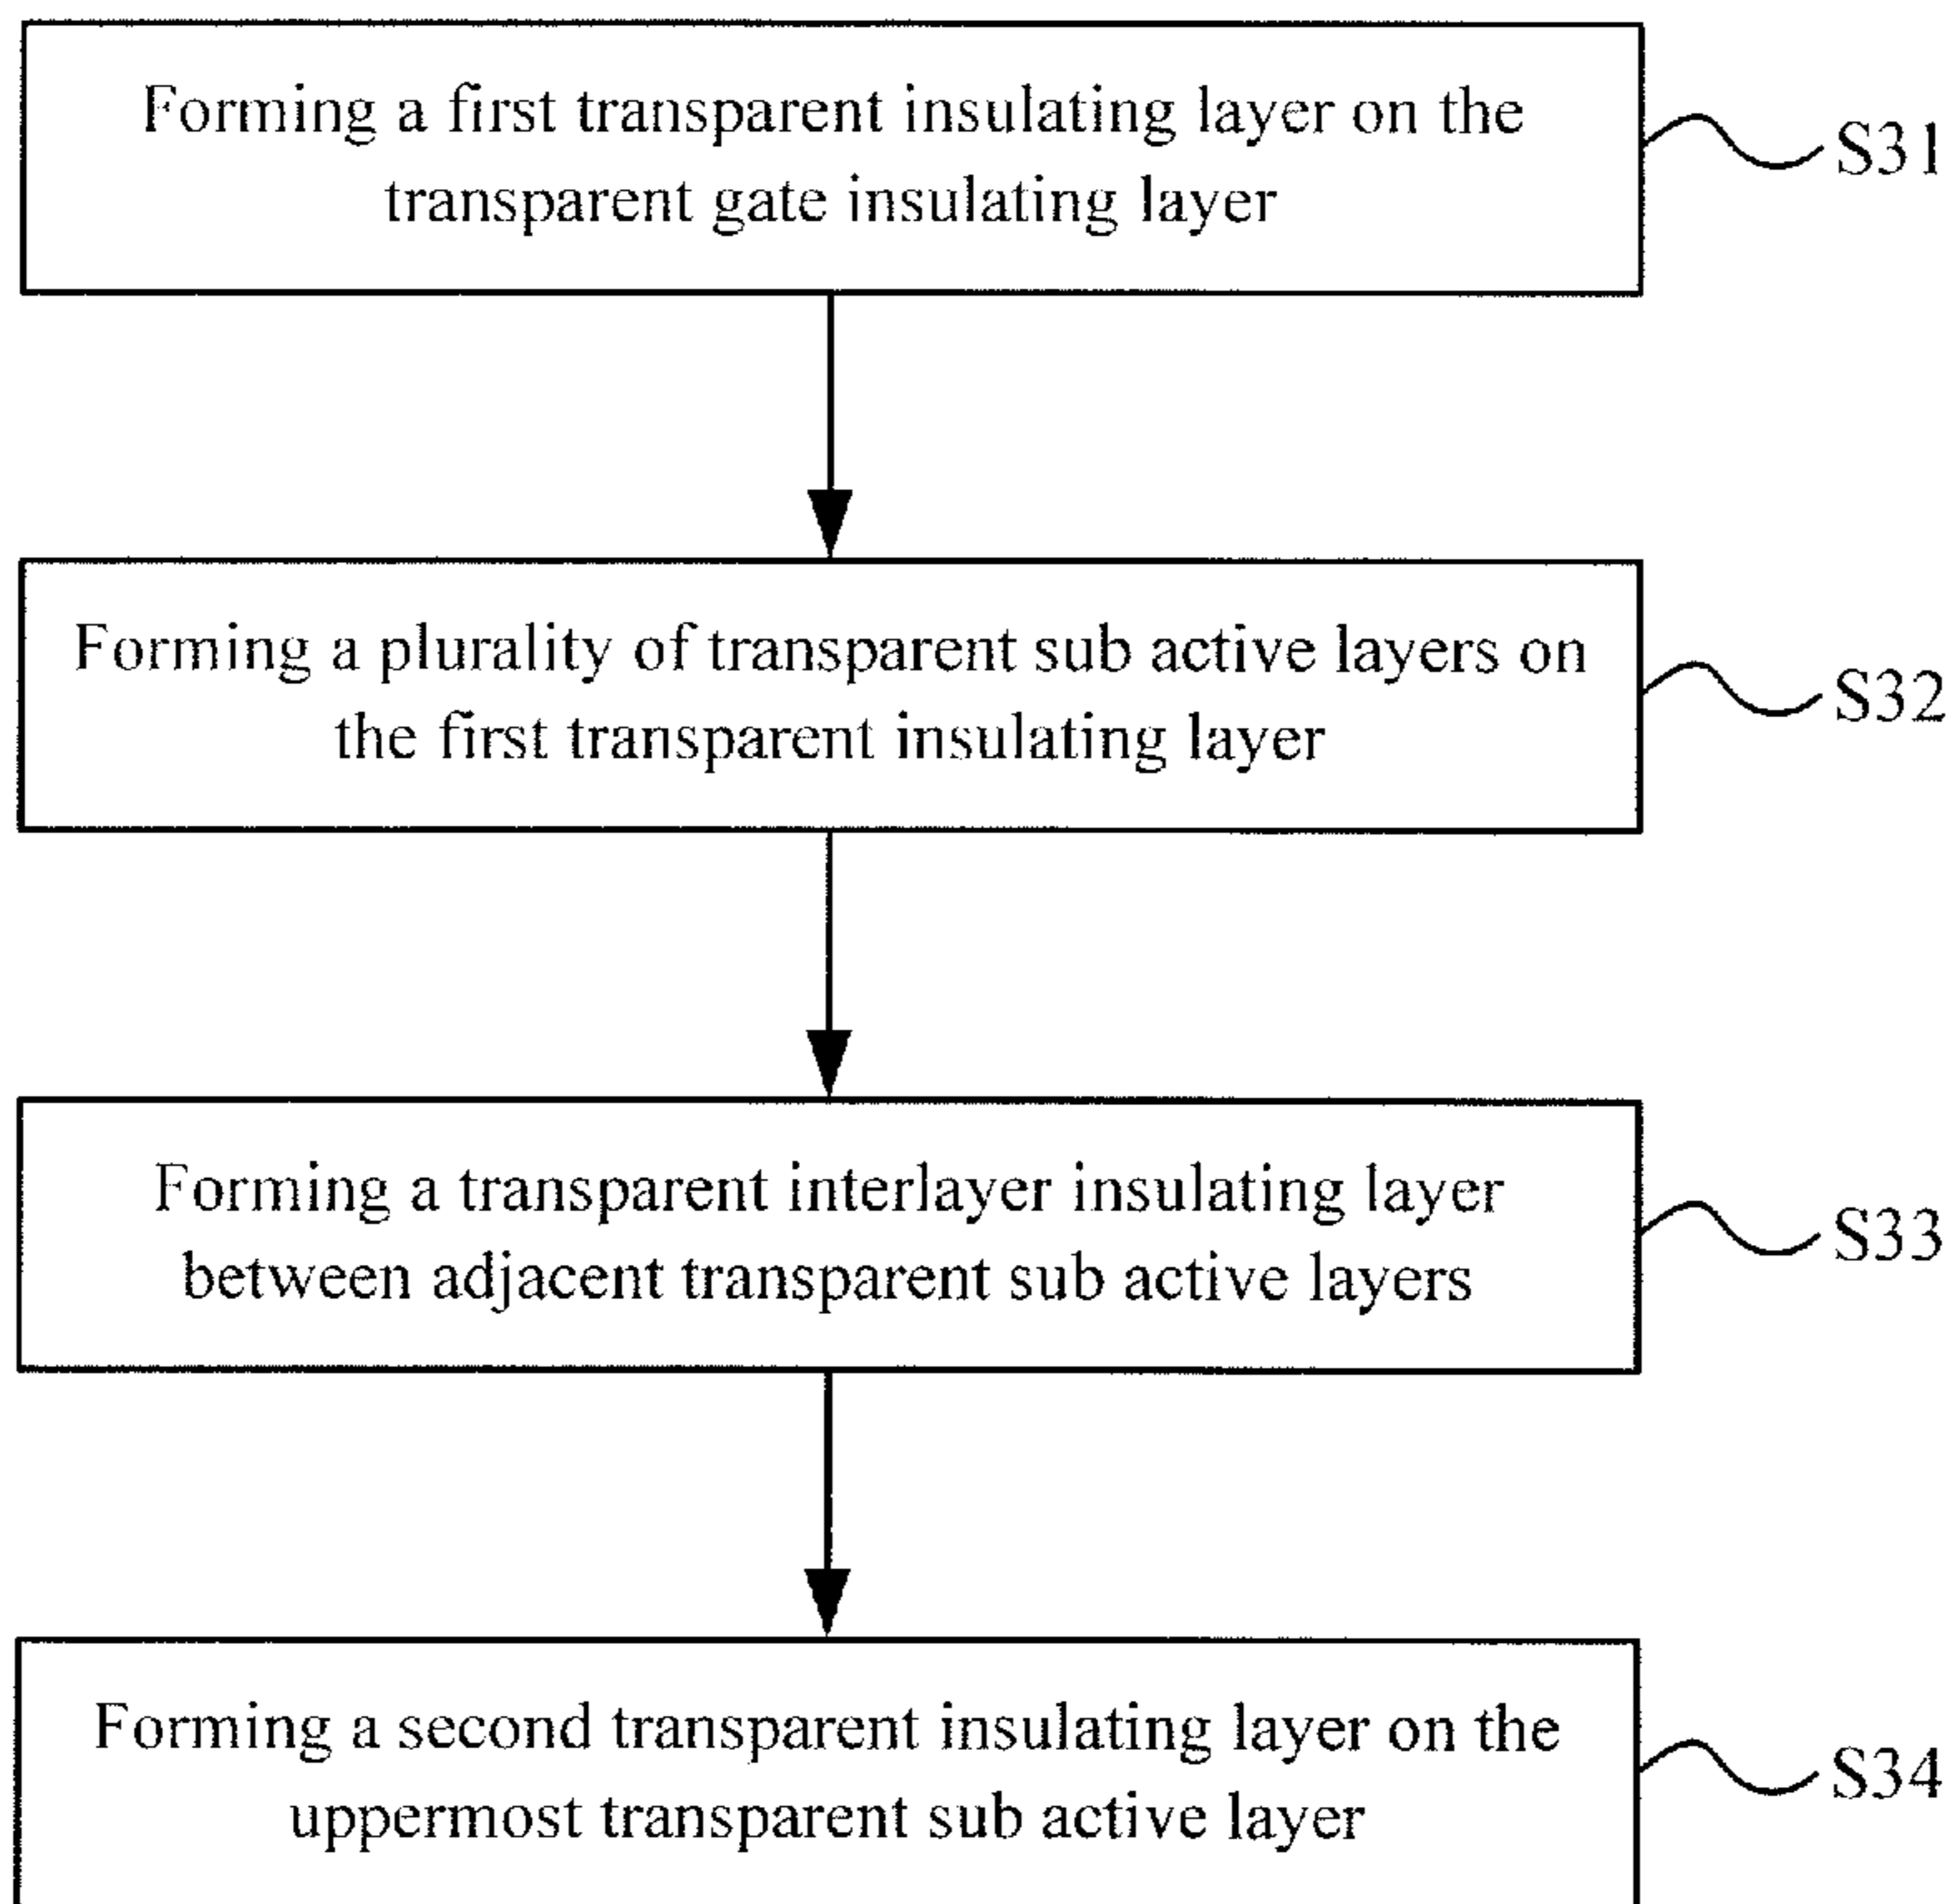 Forming a first transparent insulating layer on the
transparent gate insulating layer
S31
Forming a plurality of transparent sub active layers on
the first transparent insulating layer
S32
Forming a transparent interlayer insulating layer
between adjacent transparent sub active layers
S33
Forming a second transparent insulating layer on the
uppermost transparent sub active layer
S34